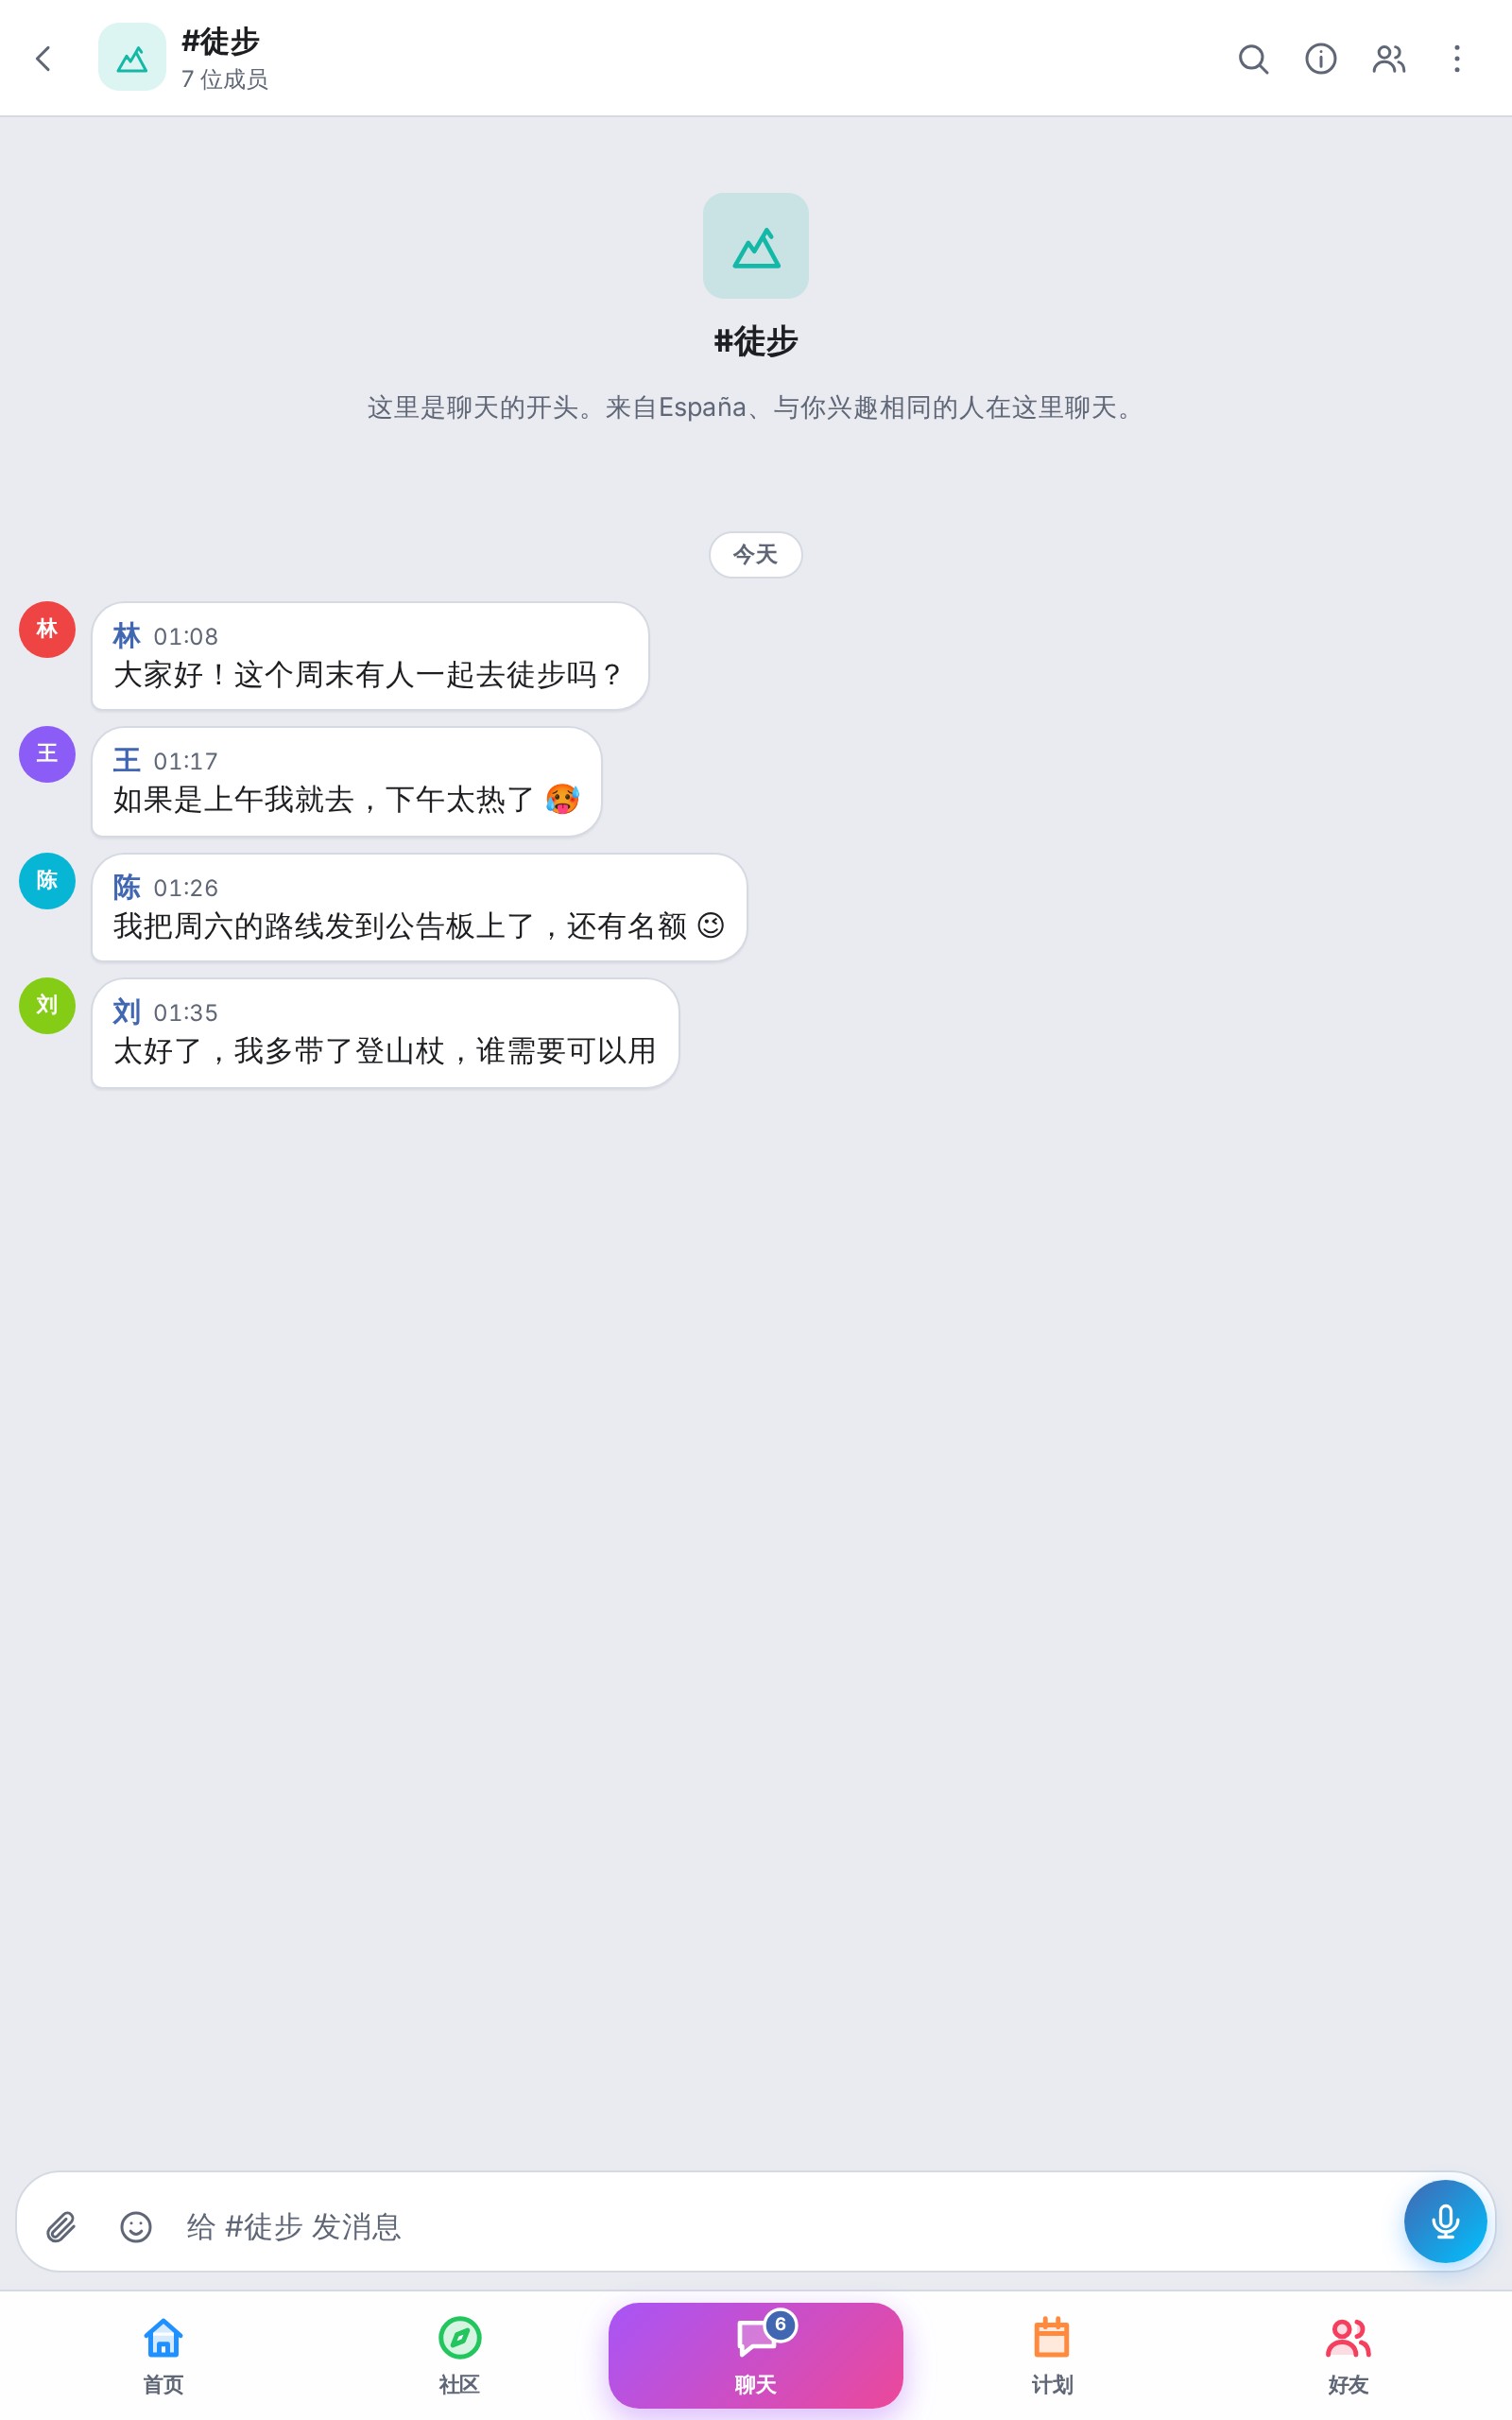 #徒步
7 位成员
#徒步
这里是聊天的开头。来自España、与你兴趣相同的人在这里聊天。
今天
林
林 01:08
大家好！这个周末有人一起去徒步吗？
王
王 01:17
如果是上午我就去，下午太热了 🥵
陈
陈 01:26
我把周六的路线发到公告板上了，还有名额 😉
刘
刘 01:35
太好了，我多带了登山杖，谁需要可以用
给 #徒步 发消息
6
首页
社区
聊天
计划
好友